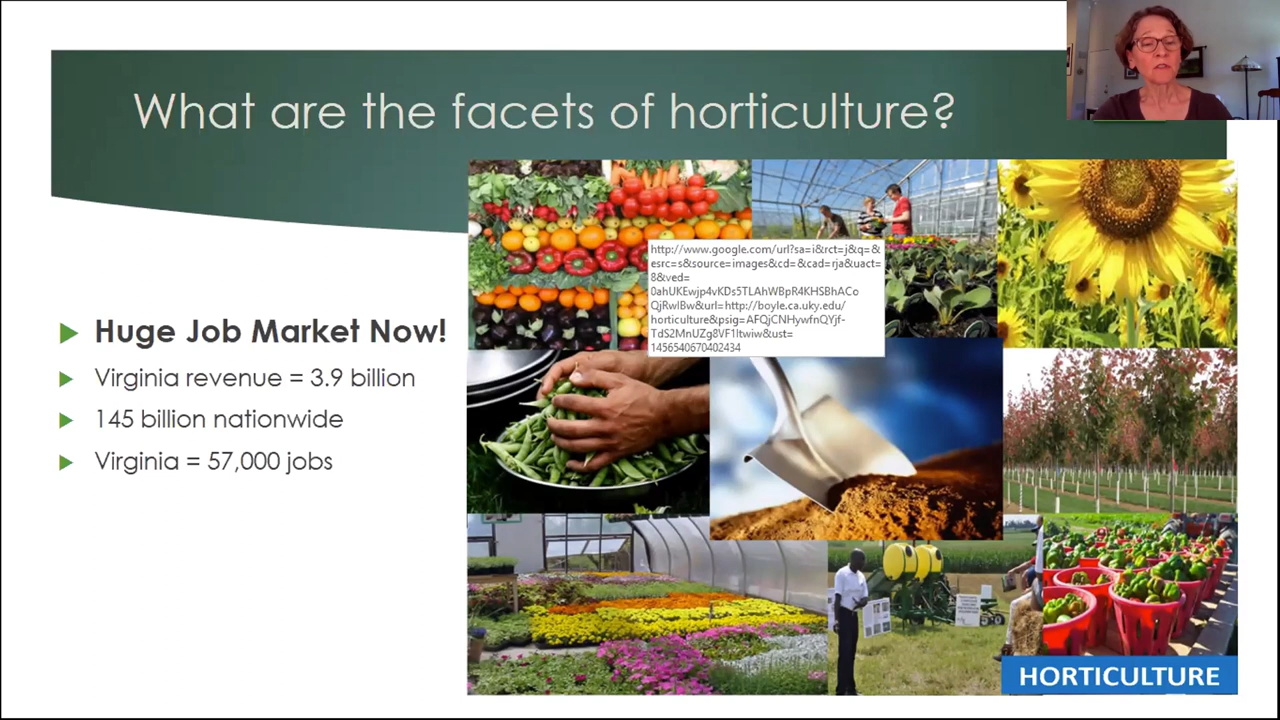 What are the facets of horticulture?
Huge Job Market Now!
Virginia revenue = 3.9 billion
145 billion nationwide
Virginia = 57,000 jobs
http://www.google.com/url?sa=i&rct=j&q=&
esrc=s&source=images&cd=&cad=rja&uact=
8&ved=
0ahUKEwjp4vKDs5TLAhWBpR4KHSBhACo
QjRwIBw&url=http://boyle.ca.uky.edu/
horticulture&psig=AFQjCNHywfnQYjf-
TdS2MnUZg8VF1ltwiw&ust=
1456540670402434
HORTICULTURE